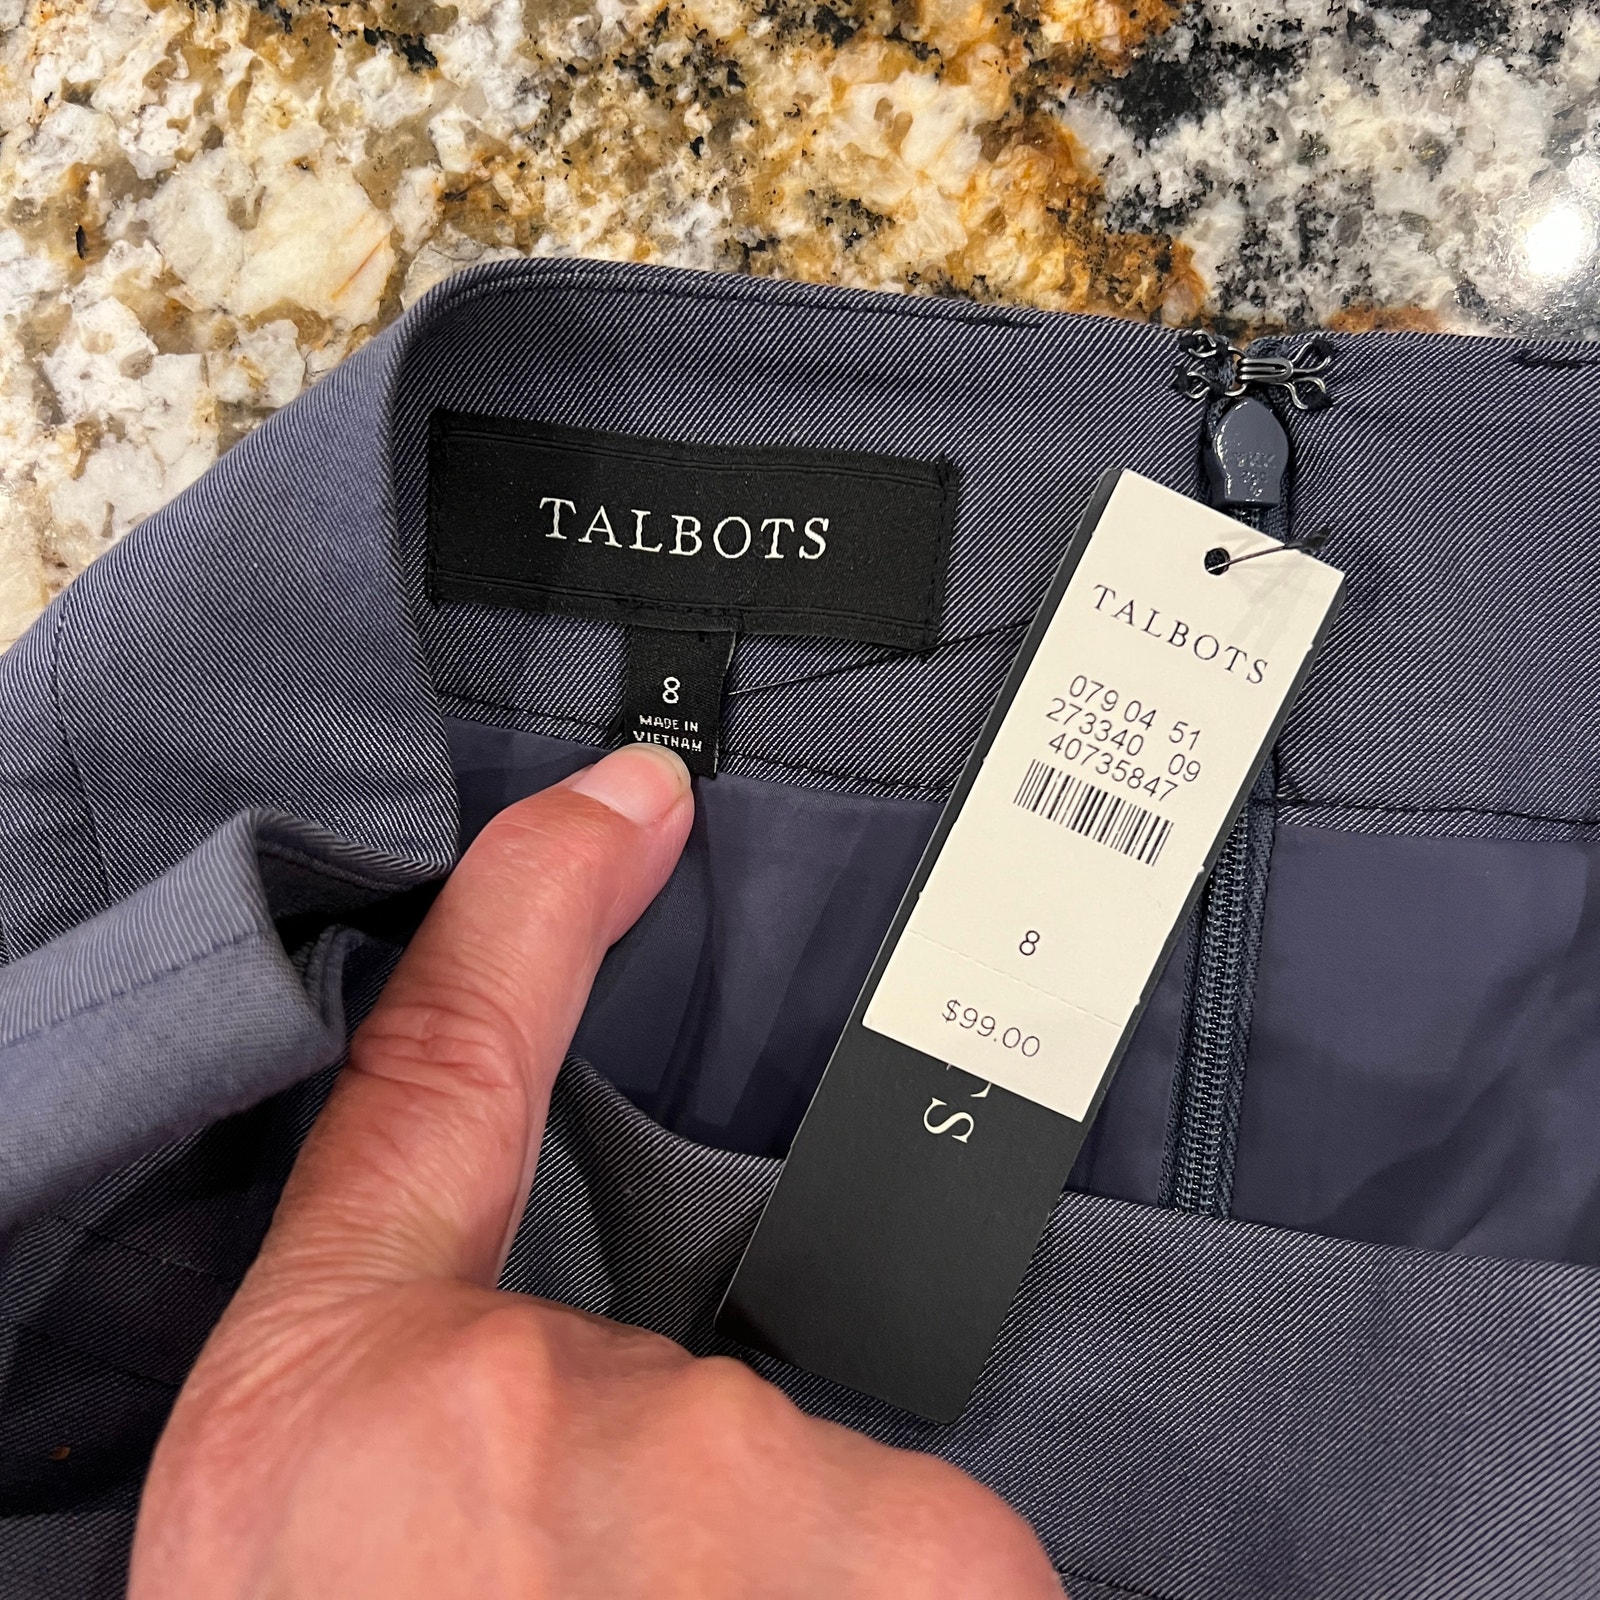 TALBOTS
8
MADE IN
VIETNAM
TALBOTS
079 04 51
273340 09
40735847
8
$99.00
S